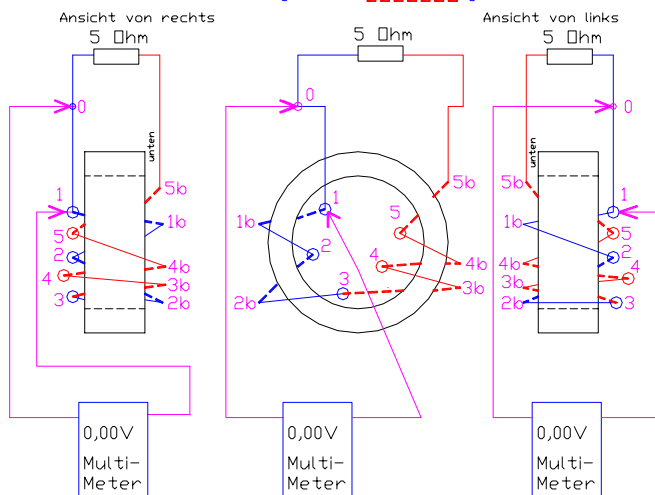 Ansicht von rechts
5 Ohm
0
unten
1
5b
5
1b
2
4
4b
3
3b
2b
0,00V
Multi-
Meter
5 Ohm
0
5b
1
1b
5
2
4
4b
3
3b
2b
0,00V
Multi-
Meter
Ansicht von links
5 Ohm
0
unten
5b
1
1b
5
2
4b
4
3b
2b
3
0,00V
Multi-
Meter